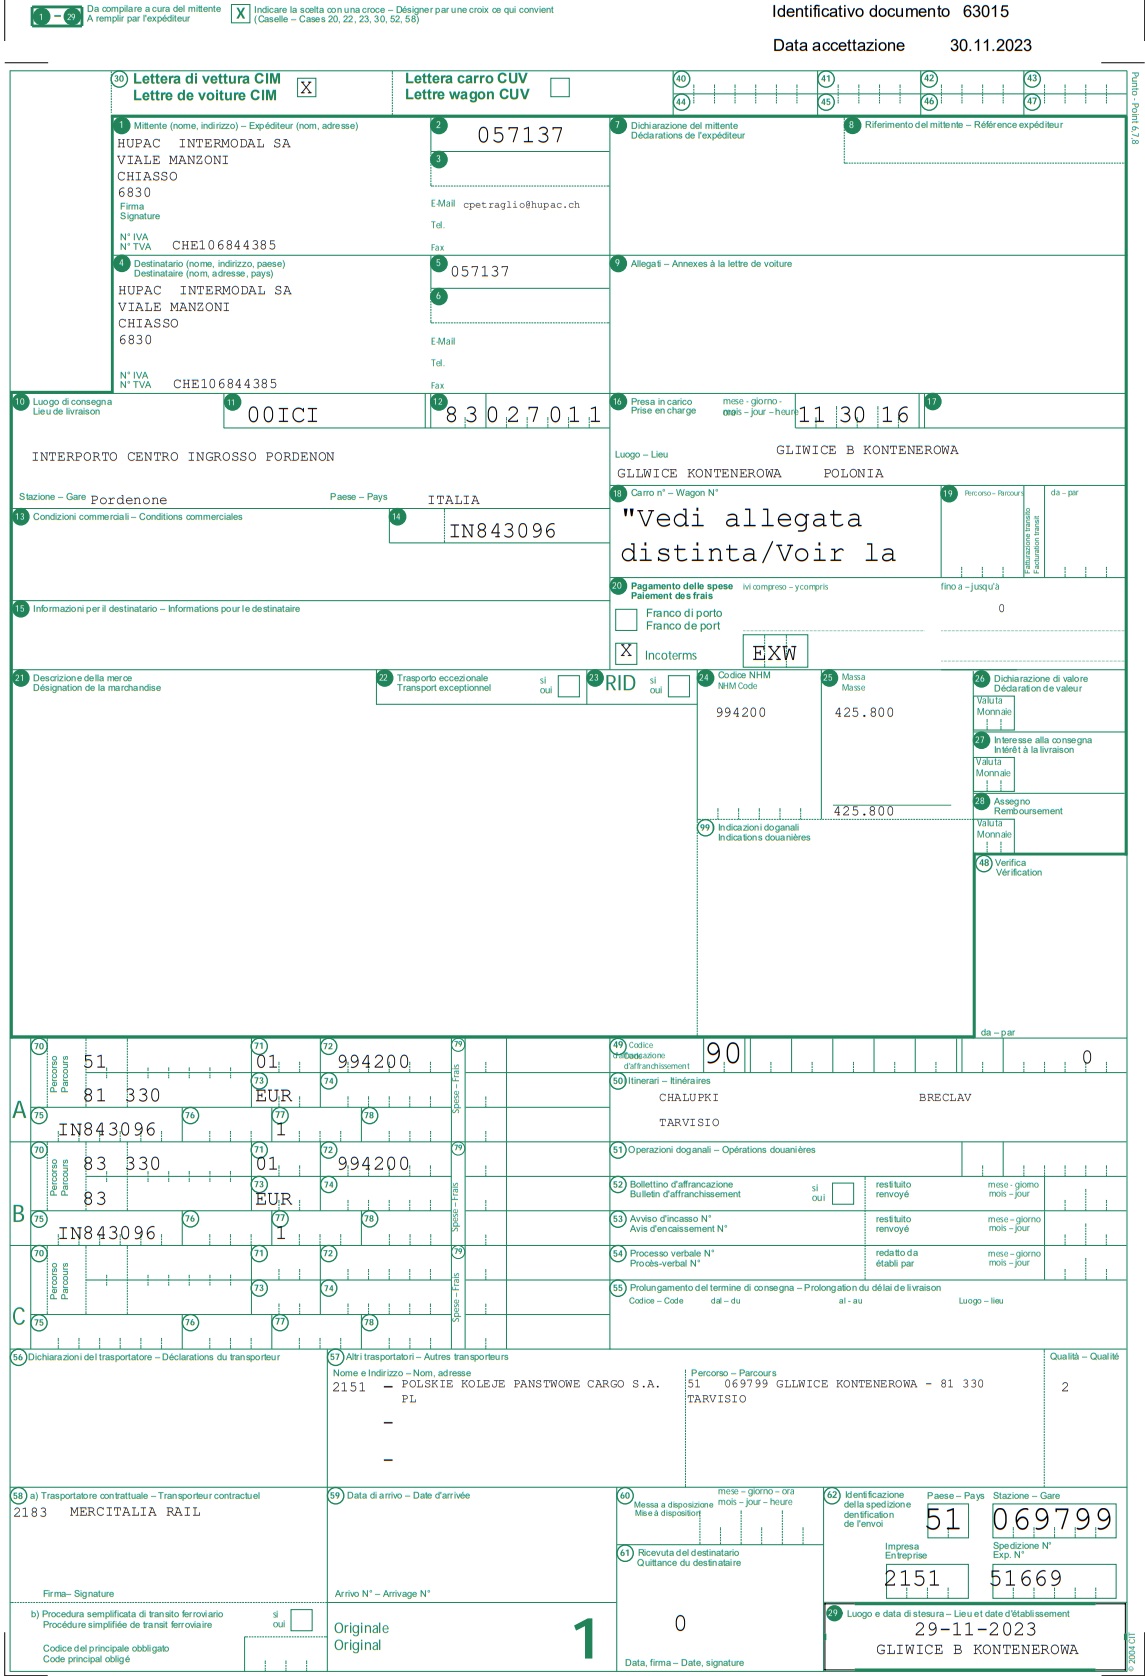 1 – 29 Da compilare a cura del mittente
A remplir par l'expéditeur
X Indicare la scelta con una croce – Désigner par une croix ce qui convient
(Caselle – Cases 20, 22, 23, 30, 52, 58)
Identificativo documento 63015
Data accettazione 30.11.2023
30 Lettera di vettura CIM
Lettre de voiture CIM X
Lettera carro CUV
Lettre wagon CUV
40 41 42 43
44 45 46 47
Punto - Point 6.7.8
1 Mittente (nome, indirizzo) – Expéditeur (nom, adresse)
HUPAC INTERMODAL SA
VIALE MANZONI
CHIASSO
6830
Firma
Signature
N° IVA
N° TVA CHE106844385
2 057137
3
E-Mail cpetraglio@hupac.ch
Tel.
Fax
7 Dichiarazione del mittente
Déclarations de l'expéditeur
8 Riferimento del mittente – Référence expéditeur
4 Destinatario (nome, indirizzo, paese)
Destinataire (nom, adresse, pays)
HUPAC INTERMODAL SA
VIALE MANZONI
CHIASSO
6830
N° IVA
N° TVA CHE106844385
5 057137
6
E-Mail
Tel.
Fax
9 Allegati – Annexes à la lettre de voiture
10 Luogo di consegna
Lieu de livraison
11 00ICI
12 83027011
INTERPORTO CENTRO INGROSSO PORDENON
Stazione – Gare Pordenone
Paese – Pays ITALIA
16 Presa in carico
Prise en charge
mese - giorno -
mois – jour – heure
11 30 16
17
Luogo – Lieu
GLIWICE B KONTENEROWA
GLLWICE KONTENEROWA POLONIA
13 Condizioni commerciali – Conditions commerciales
14 IN843096
18 Carro n° – Wagon N°
"Vedi allegata
distinta/Voir la
19 Percorso – Parcours
Fatturazione transito
Facturation transit
da – par
15 Informazioni per il destinatario – Informations pour le destinataire
20 Pagamento delle spese
Paiement des frais
ivi compreso – y compris
fino a – jusqu'à
0
Franco di porto
Franco de port
X Incoterms EXW
21 Descrizione della merce
Désignation de la marchandise
22 Trasporto eccezionale
Transport exceptionnel
si
oui
23 RID
si
oui
24 Codice NHM
NHM Code
994200
25 Massa
Masse
425.800
425.800
26 Dichiarazione di valore
Déclaration de valeur
Valuta
Monnaie
27 Interesse alla consegna
Intérêt à la livraison
Valuta
Monnaie
28 Assegno
Remboursement
Valuta
Monnaie
99 Indicazioni doganali
Indications douanières
48 Verifica
Vérification
da – par
A
70 Percorso
Parcours
51
81 330
71 01
72 994200
73 EUR
74
75 IN843096
76
77 1
78
79 Spese – Frais
B
70 Percorso
Parcours
83 330
83
71 01
72 994200
73 EUR
74
75 IN843096
76
77 1
78
79 Spese – Frais
C
70 Percorso
Parcours
71
72
73
74
75
76
77
78
79 Spese – Frais
49 Codice
d'affrancazione
d'affranchissement
90 0
50 Itinerari – Itinéraires
CHALUPKI BRECLAV
TARVISIO
51 Operazioni doganali – Opérations douanières
52 Bollettino d'affrancazione
Bulletin d'affranchissement
si
oui
restituito
renvoyé
mese – giorno
mois – jour
53 Avviso d'incasso N°
Avis d'encaissement N°
restituito
renvoyé
mese – giorno
mois – jour
54 Processo verbale N°
Procès-verbal N°
redatto da
établi par
mese – giorno
mois – jour
55 Prolungamento del termine di consegna – Prolongation du délai de livraison
Codice – Code dal – du al - au Luogo – lieu
56 Dichiarazioni del trasportatore – Déclarations du transporteur
57 Altri trasportatori – Autres transporteurs
Nome e Indirizzo – Nom, adresse
Percorso – Parcours
Qualità – Qualité
2151 – POLSKIE KOLEJE PANSTWOWE CARGO S.A.
PL
–
–
51 069799 GLLWICE KONTENEROWA - 81 330
TARVISIO
2
58 a) Trasportatore contrattuale – Transporteur contractuel
2183 MERCITALIA RAIL
Firma– Signature
59 Data di arrivo – Date d'arrivée
Arrivo N° – Arrivage N°
60 Messa a disposizione
Mise à disposition
mese – giorno – ora
mois – jour – heure
61 Ricevuta del destinatario
Quittance du destinataire
0
Data, firma – Date, signature
62 Identificazione
della spedizione
dentification
de l'envoi
Paese – Pays
51
Stazione – Gare
069799
Impresa
Entreprise
2151
Spedizione N°
Exp. N°
51669
b) Procedura semplificata di transito ferroviario
Procédure simplifiée de transit ferroviaire
si
oui
Codice del principale obbligato
Code principal obligé
Originale
Original
1
29 Luogo e data di stesura – Lieu et date d'établissement
29-11-2023
GLIWICE B KONTENEROWA
© 2004 CIT